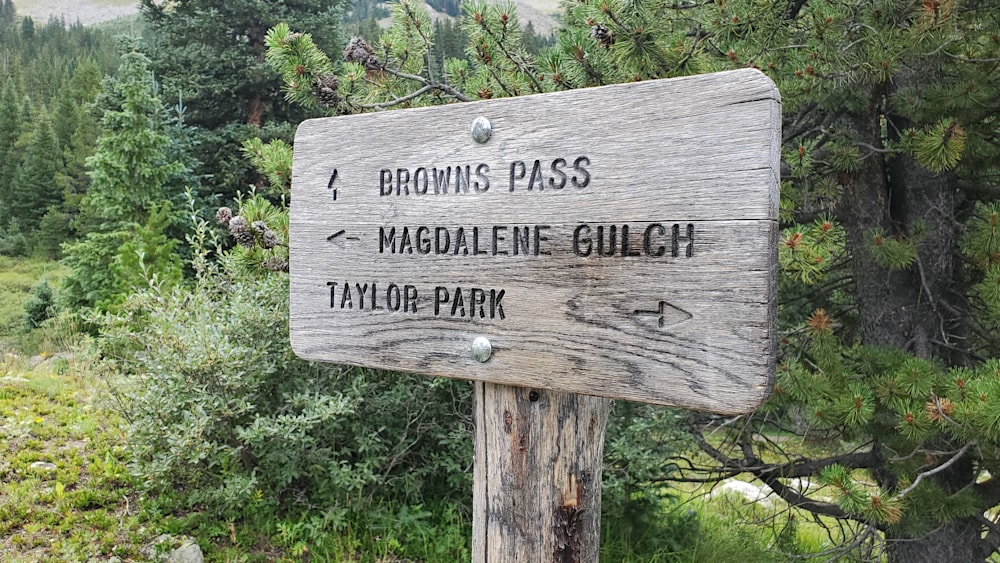 ↑ BROWNS PASS
← MAGDALENE GULCH
TAYLOR PARK →